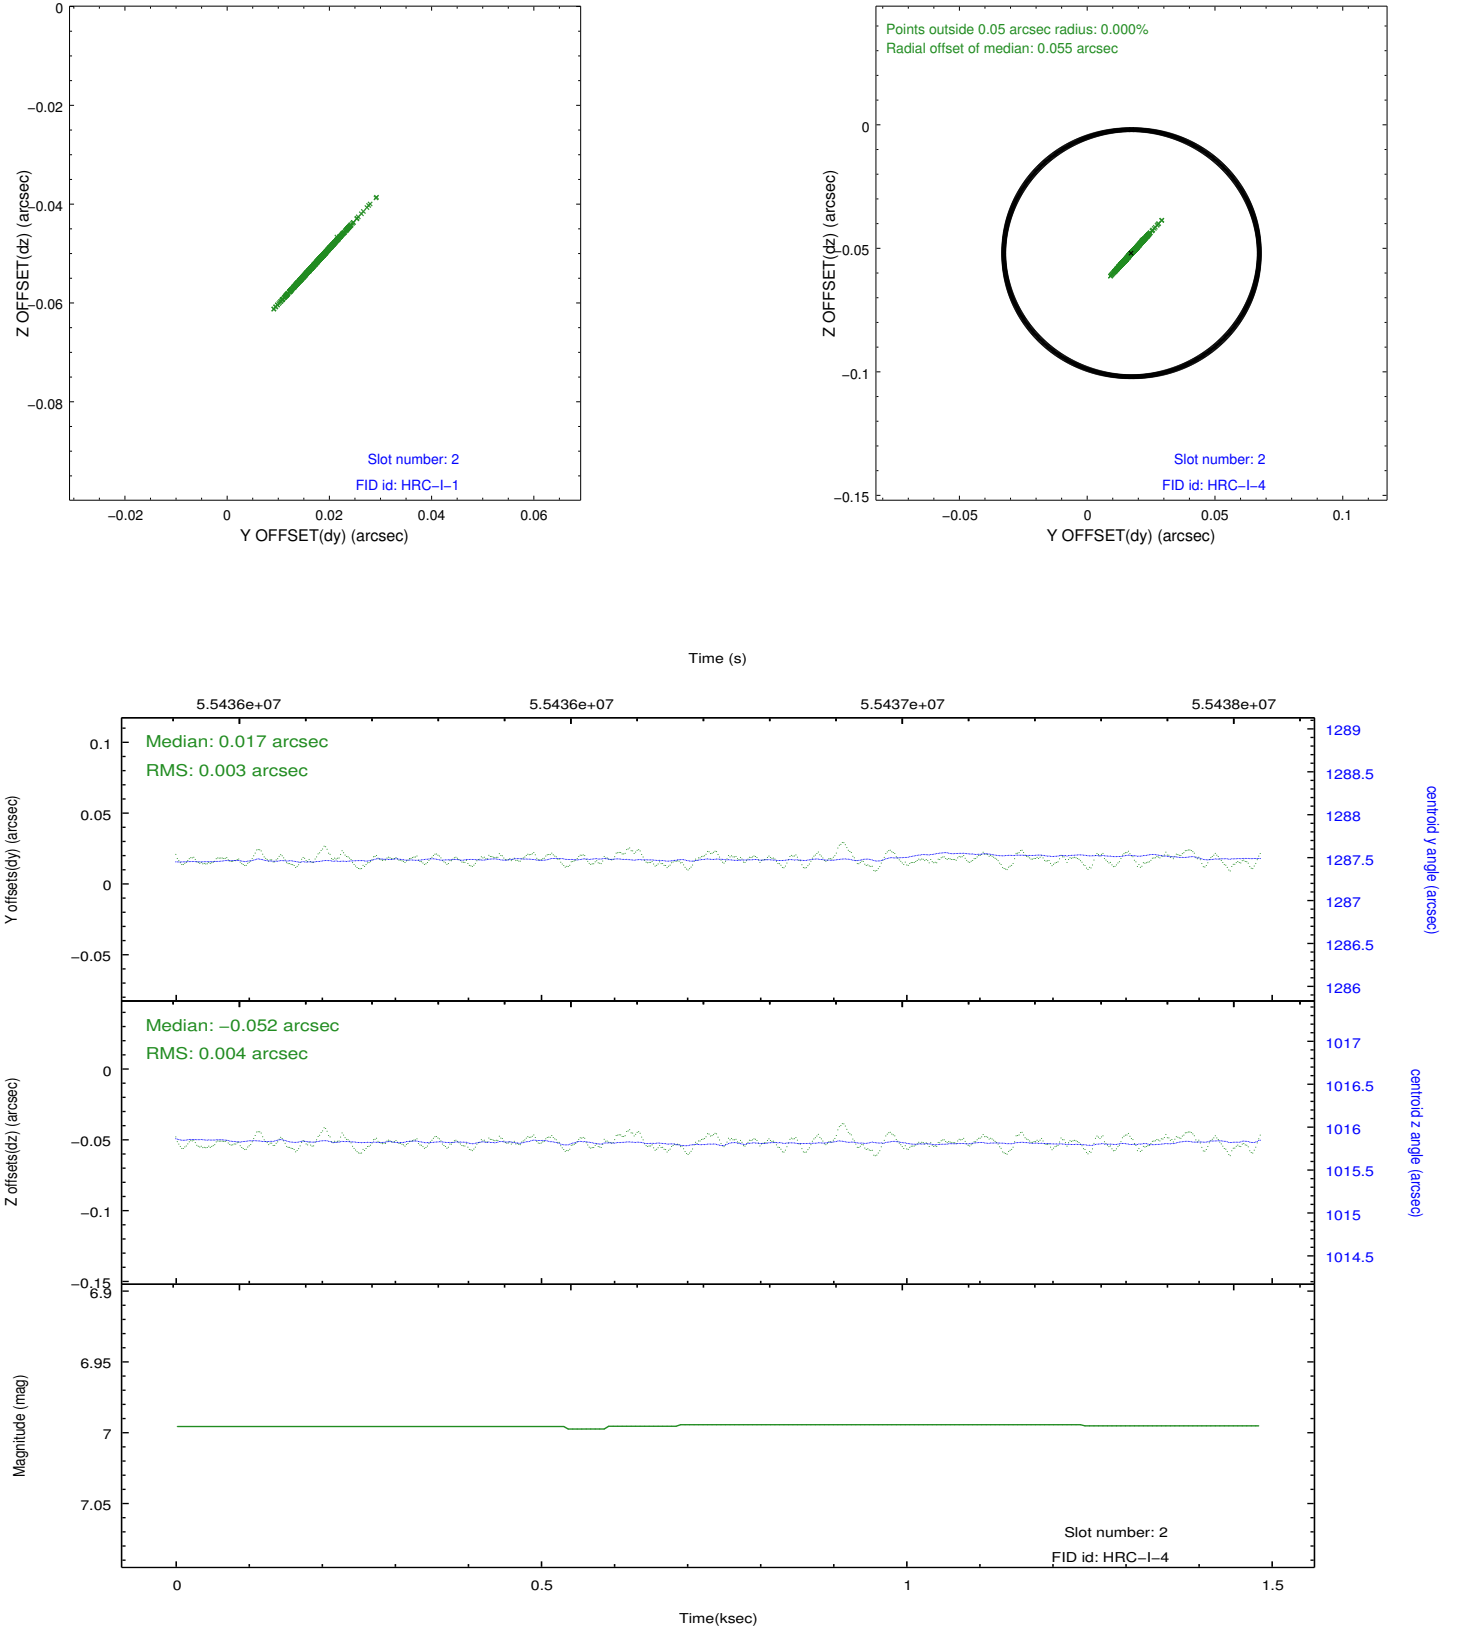 0
−0.02
−0.04
−0.06
−0.08
Z OFFSET(dz) (arcsec)
Slot number: 2
FID id: HRC−I−1
−0.02 0 0.02 0.04 0.06
Y OFFSET(dy) (arcsec)
Points outside 0.05 arcsec radius: 0.000%
Radial offset of median: 0.055 arcsec
0
−0.05
−0.1
−0.15
Z OFFSET(dz) (arcsec)
Slot number: 2
FID id: HRC−I−4
−0.05 0 0.05 0.1
Y OFFSET(dy) (arcsec)
Time (s)
5.5436e+07 5.5436e+07 5.5437e+07 5.5438e+07
Median: 0.017 arcsec
RMS: 0.003 arcsec
0.1
0.05
0
−0.05
Y offsets(dy) (arcsec)
1289
1288.5
1288
1287.5
1287
1286.5
1286
centroid y angle (arcsec)
Median: −0.052 arcsec
RMS: 0.004 arcsec
0
−0.05
−0.1
−0.15
Z offsets(dz) (arcsec)
1017
1016.5
1016
1015.5
1015
1014.5
centroid z angle (arcsec)
6.9
6.95
7
7.05
Magnitude (mag)
Slot number: 2
FID id: HRC−I−4
0 0.5 1 1.5
Time(ksec)